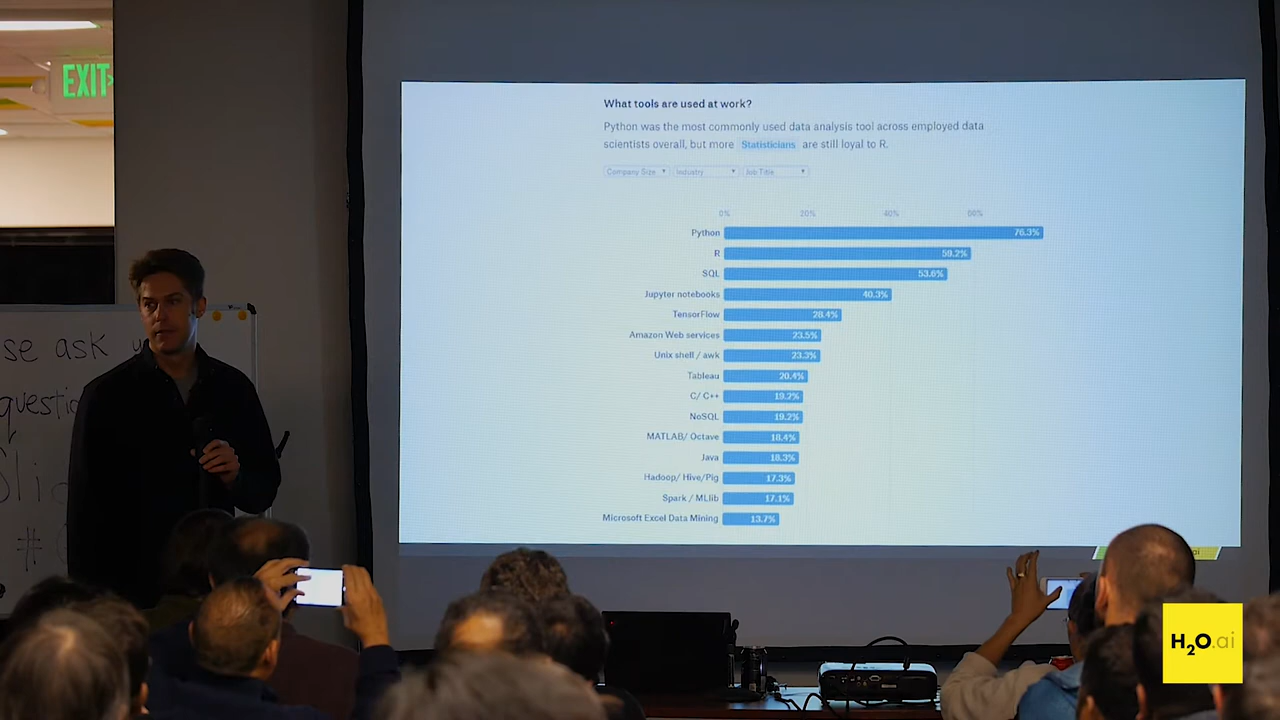 EXIT
What tools are used at work?
Python was the most commonly used data analysis tool across employed data
scientists overall, but more Statisticians are still loyal to R.
Company Size Industry Job Title
0% 20% 40% 60%
Python 76.3%
R 59.2%
SQL 53.6%
Jupyter notebooks 40.3%
TensorFlow 28.4%
Amazon Web services 23.5%
Unix shell / awk 23.3%
Tableau 20.4%
C/ C++ 19.2%
NoSQL 19.2%
MATLAB/ Octave 18.4%
Java 18.3%
Hadoop/ Hive/Pig 17.3%
Spark / MLlib 17.1%
Microsoft Excel Data Mining 13.7%
se ask
questio
Sli
#
ai
H2O.ai